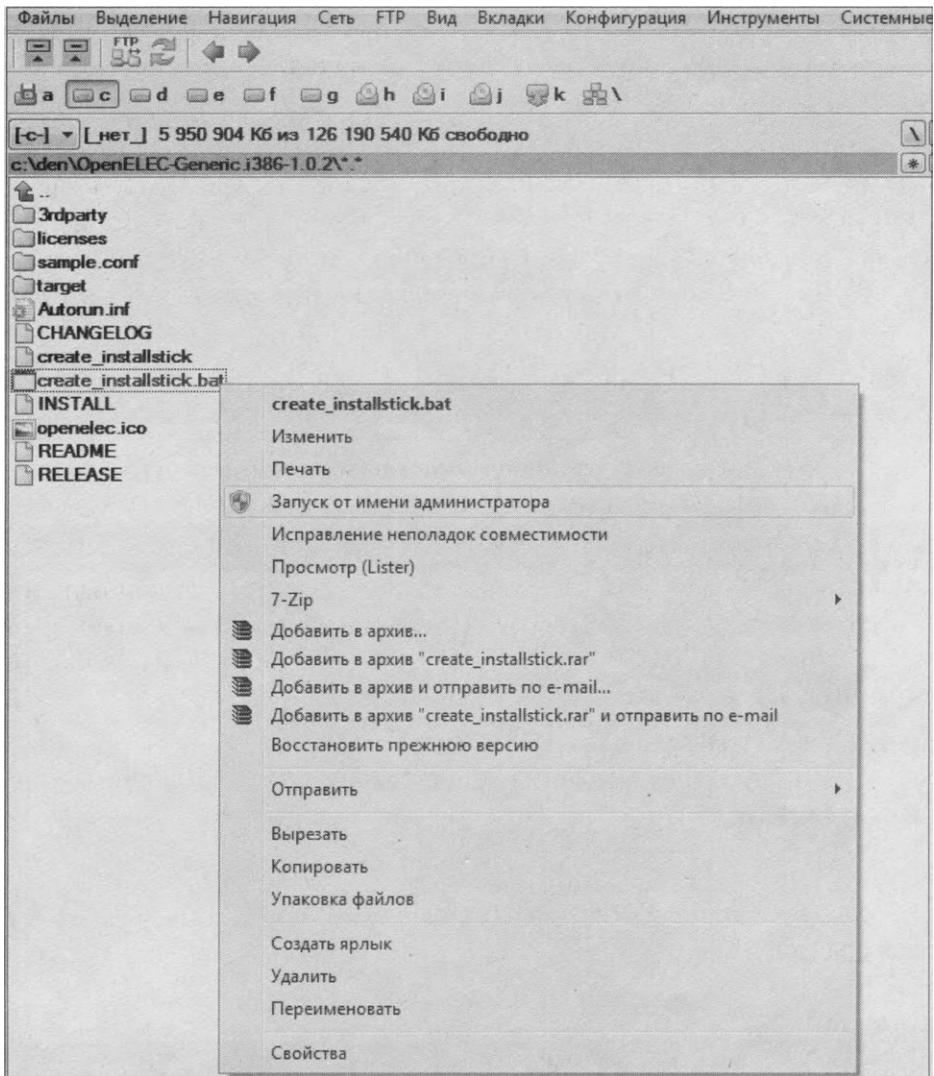 Файлы Выделение Навигация Сеть FTP Вид Вкладки Конфигурация Инструменты Системные
FTP
a c d e f g h i j k \
[-c-] [_нет_] 5 950 904 Кб из 126 190 540 Кб свободно \
c:\den\OpenELEC-Generic.i386-1.0.2\*.* *
..
3rdparty
licenses
sample.conf
target
Autorun.inf
CHANGELOG
create_installstick
create_installstick.bat
INSTALL
openelec.ico
README
RELEASE
create_installstick.bat
Изменить
Печать
Запуск от имени администратора
Исправление неполадок совместимости
Просмотр (Lister)
7-Zip
Добавить в архив...
Добавить в архив "create_installstick.rar"
Добавить в архив и отправить по e-mail...
Добавить в архив "create_installstick.rar" и отправить по e-mail
Восстановить прежнюю версию
Отправить
Вырезать
Копировать
Упаковка файлов
Создать ярлык
Удалить
Переименовать
Свойства